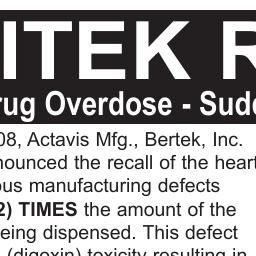 ITEK R
rug Overdose - Sudd
08, Actavis Mfg., Bertek, Inc.
nounced the recall of the heart
ous manufacturing defects
2) TIMES the amount of the
eing dispensed. This defect
(digoxin) toxicity resulting in